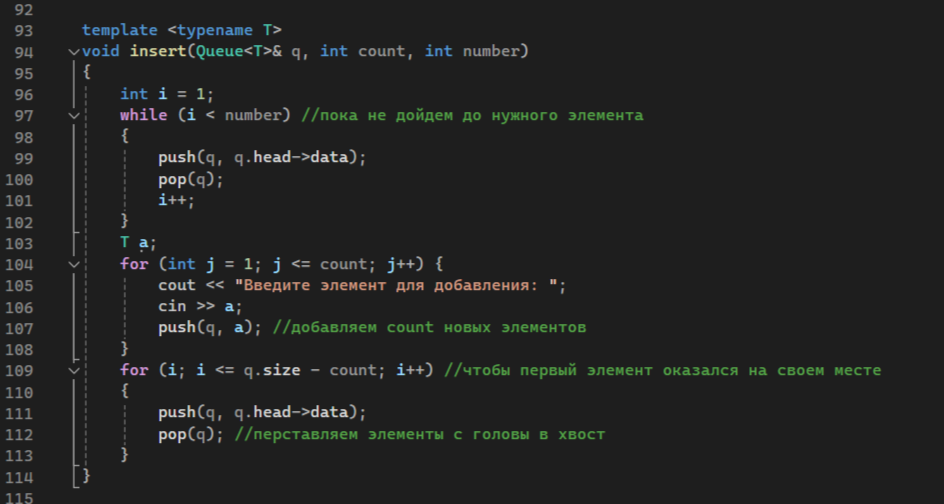 92
93 template <typename T>
94 void insert(Queue<T>& q, int count, int number)
95 {
96 int i = 1;
97 while (i < number) //пока не дойдем до нужного элемента
98 {
99 push(q, q.head->data);
100 pop(q);
101 i++;
102 }
103 T a;
104 for (int j = 1; j <= count; j++) {
105 cout << "Введите элемент для добавления: ";
106 cin >> a;
107 push(q, a); //добавляем count новых элементов
108 }
109 for (i; i <= q.size - count; i++) //чтобы первый элемент оказался на своем месте
110 {
111 push(q, q.head->data);
112 pop(q); //перставляем элементы с головы в хвост
113 }
114 }
115